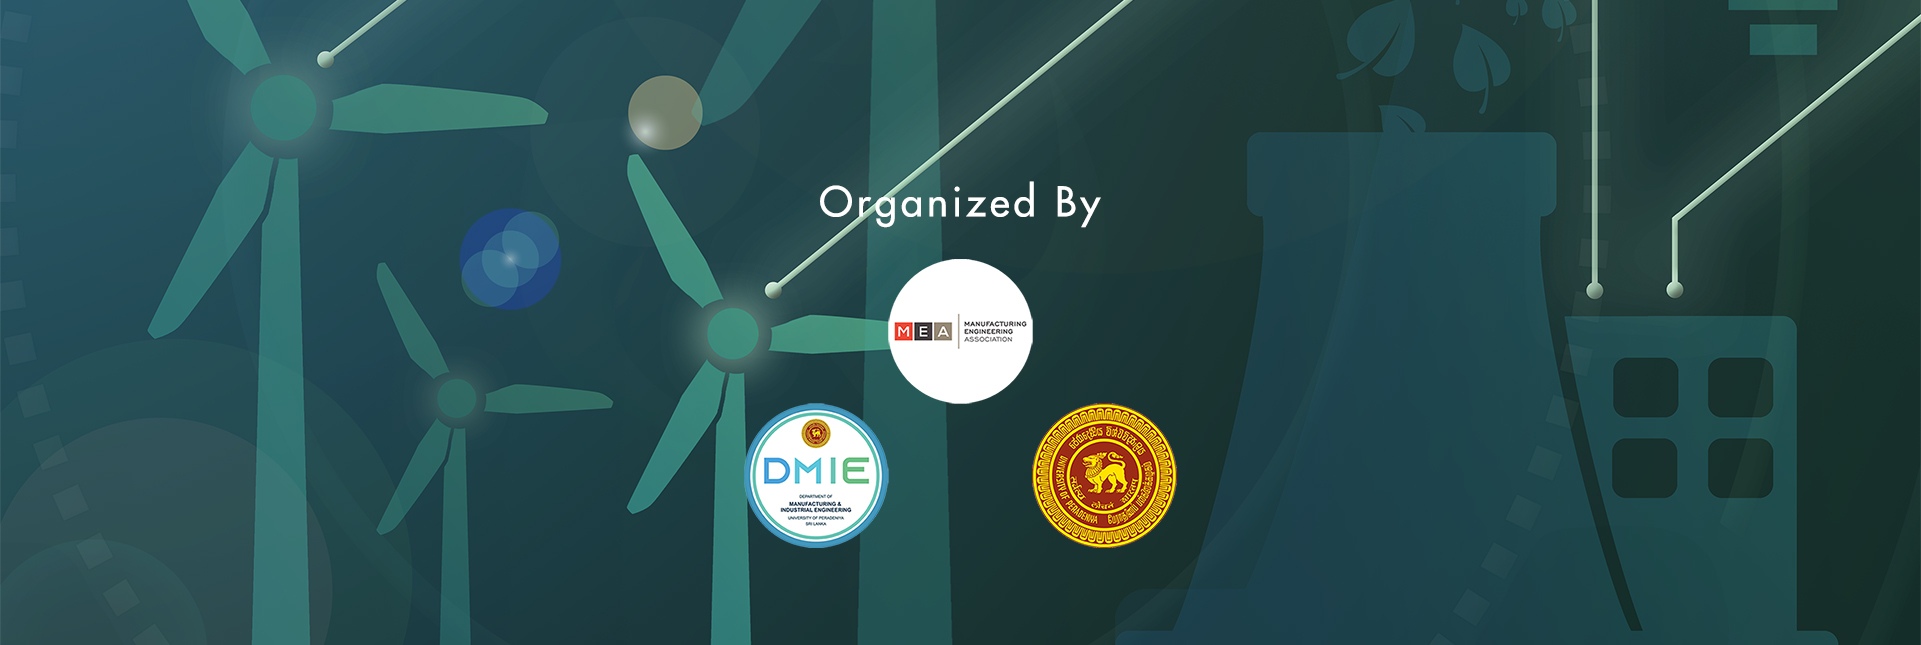 Organized By
MEA
MANUFACTURING
ENGINEERING
ASSOCIATION
DMIE
DEPARTMENT OF
MANUFACTURING &
INDUSTRIAL ENGINEERING
UNIVERSITY OF PERADENIYA
SRI LANKA
UNIVERSITY OF PERADENIYA